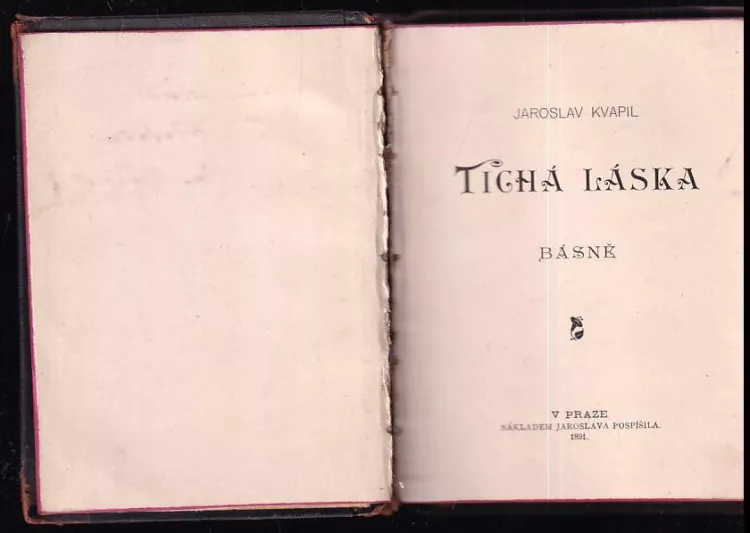 JAROSLAV KVAPIL
TICHÁ LÁSKA
BÁSNĚ
V PRAZE
NÁKLADEM JAROSLAVA POSPÍŠILA.
1891.